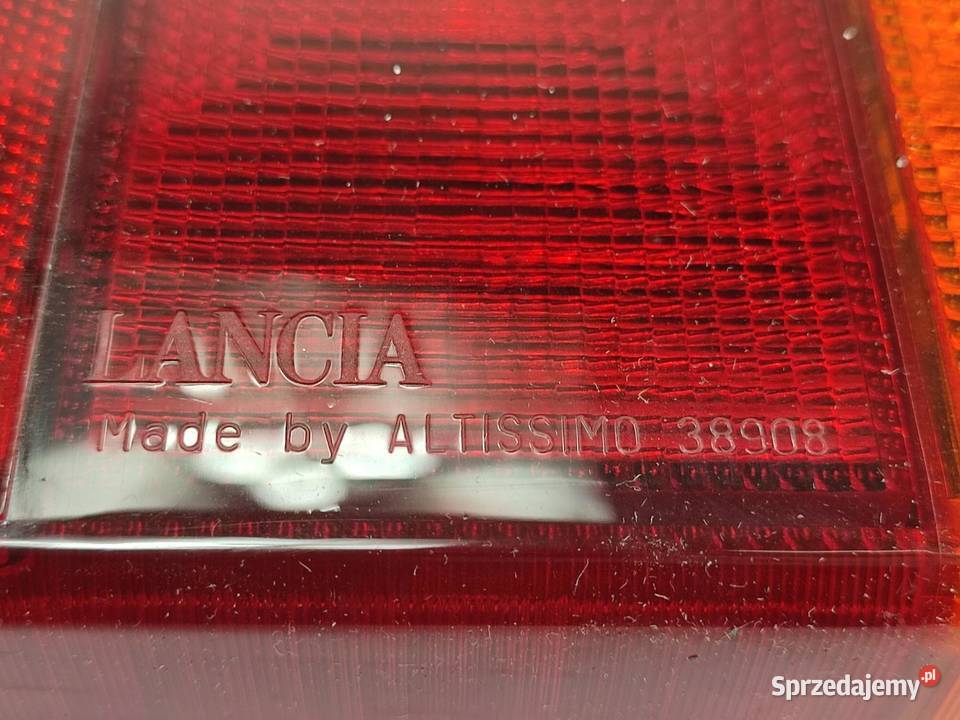 LANCIA
Made by ALTISSIMO 38908
Sprzedajemy.pl